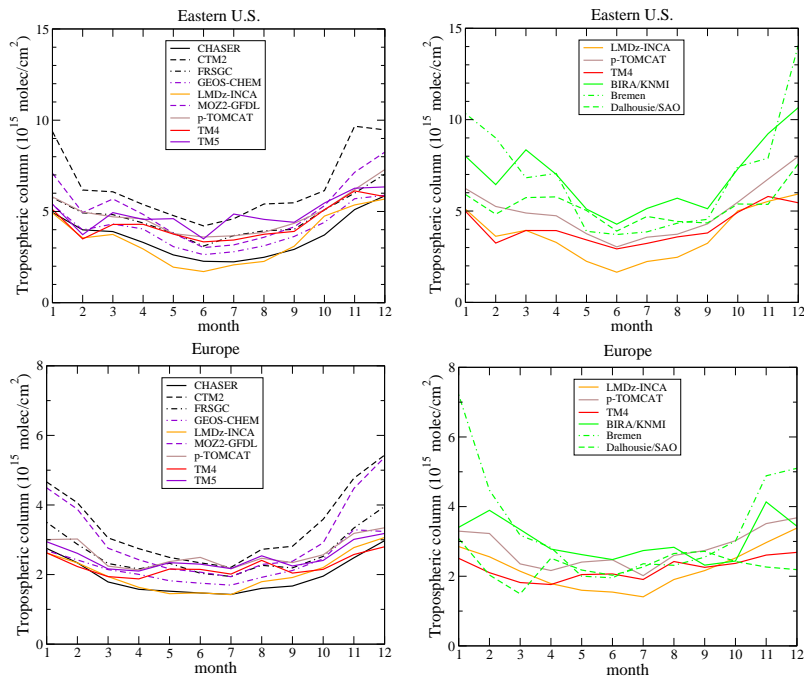 Eastern U.S.
15
10
5
0
Tropospheric column (10^15 molec/cm^2)
CHASER
CTM2
FRSGC
GEOS-CHEM
LMDz-INCA
MOZ2-GFDL
p-TOMCAT
TM4
TM5
1 2 3 4 5 6 7 8 9 10 11 12
month
Eastern U.S.
15
10
5
0
Tropospheric column (10^15 molec/cm^2)
LMDz-INCA
p-TOMCAT
TM4
BIRA/KNMI
Bremen
Dalhousie/SAO
1 2 3 4 5 6 7 8 9 10 11 12
month
Europe
8
6
4
2
0
Tropospheric column (10^15 molec/cm^2)
CHASER
CTM2
FRSGC
GEOS-CHEM
LMDz-INCA
MOZ2-GFDL
p-TOMCAT
TM4
TM5
1 2 3 4 5 6 7 8 9 10 11 12
month
Europe
8
6
4
2
0
Tropospheric column (10^15 molec/cm^2)
LMDz-INCA
p-TOMCAT
TM4
BIRA/KNMI
Bremen
Dalhousie/SAO
1 2 3 4 5 6 7 8 9 10 11 12
month